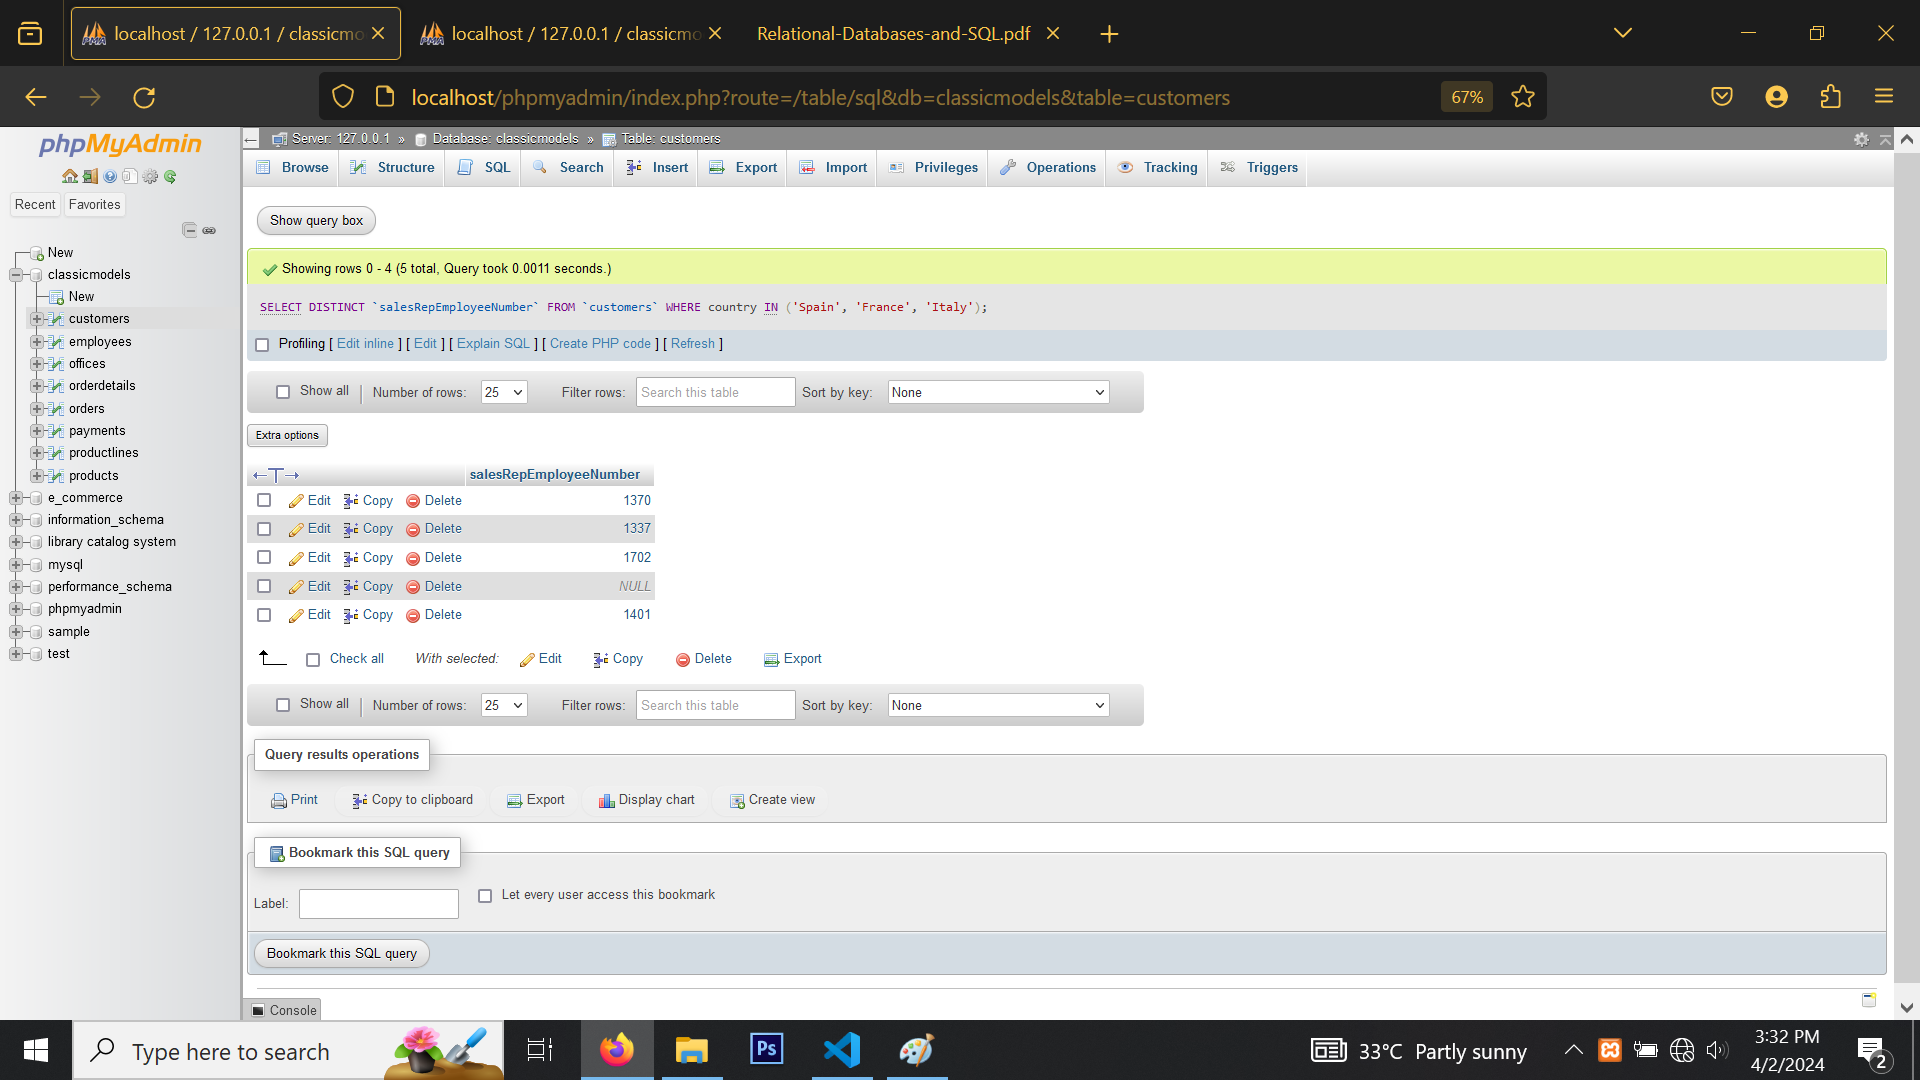 localhost / 127.0.0.1 / classicmo
localhost / 127.0.0.1 / classicmo
Relational-Databases-and-SQL.pdf
localhost/phpmyadmin/index.php?route=/table/sql&db=classicmodels&table=customers
67%
phpMyAdmin
Recent Favorites
New
classicmodels
New
customers
employees
offices
orderdetails
orders
payments
productlines
products
e_commerce
information_schema
library catalog system
mysql
performance_schema
phpmyadmin
sample
test
Server: 127.0.0.1 » Database: classicmodels » Table: customers
Browse Structure SQL Search Insert Export Import Privileges Operations Tracking Triggers
Show query box
Showing rows 0 - 4 (5 total, Query took 0.0011 seconds.)
SELECT DISTINCT `salesRepEmployeeNumber` FROM `customers` WHERE country IN ('Spain', 'France', 'Italy');
Profiling [ Edit inline ] [ Edit ] [ Explain SQL ] [ Create PHP code ] [ Refresh ]
Show all Number of rows: 25 Filter rows: Search this table Sort by key: None
Extra options
←T→ salesRepEmployeeNumber
Edit Copy Delete 1370
Edit Copy Delete 1337
Edit Copy Delete 1702
Edit Copy Delete NULL
Edit Copy Delete 1401
Check all With selected: Edit Copy Delete Export
Show all Number of rows: 25 Filter rows: Search this table Sort by key: None
Query results operations
Print Copy to clipboard Export Display chart Create view
Bookmark this SQL query
Label: Let every user access this bookmark
Bookmark this SQL query
Console
Type here to search
Ps
33°C Partly sunny
3:32 PM
4/2/2024
2